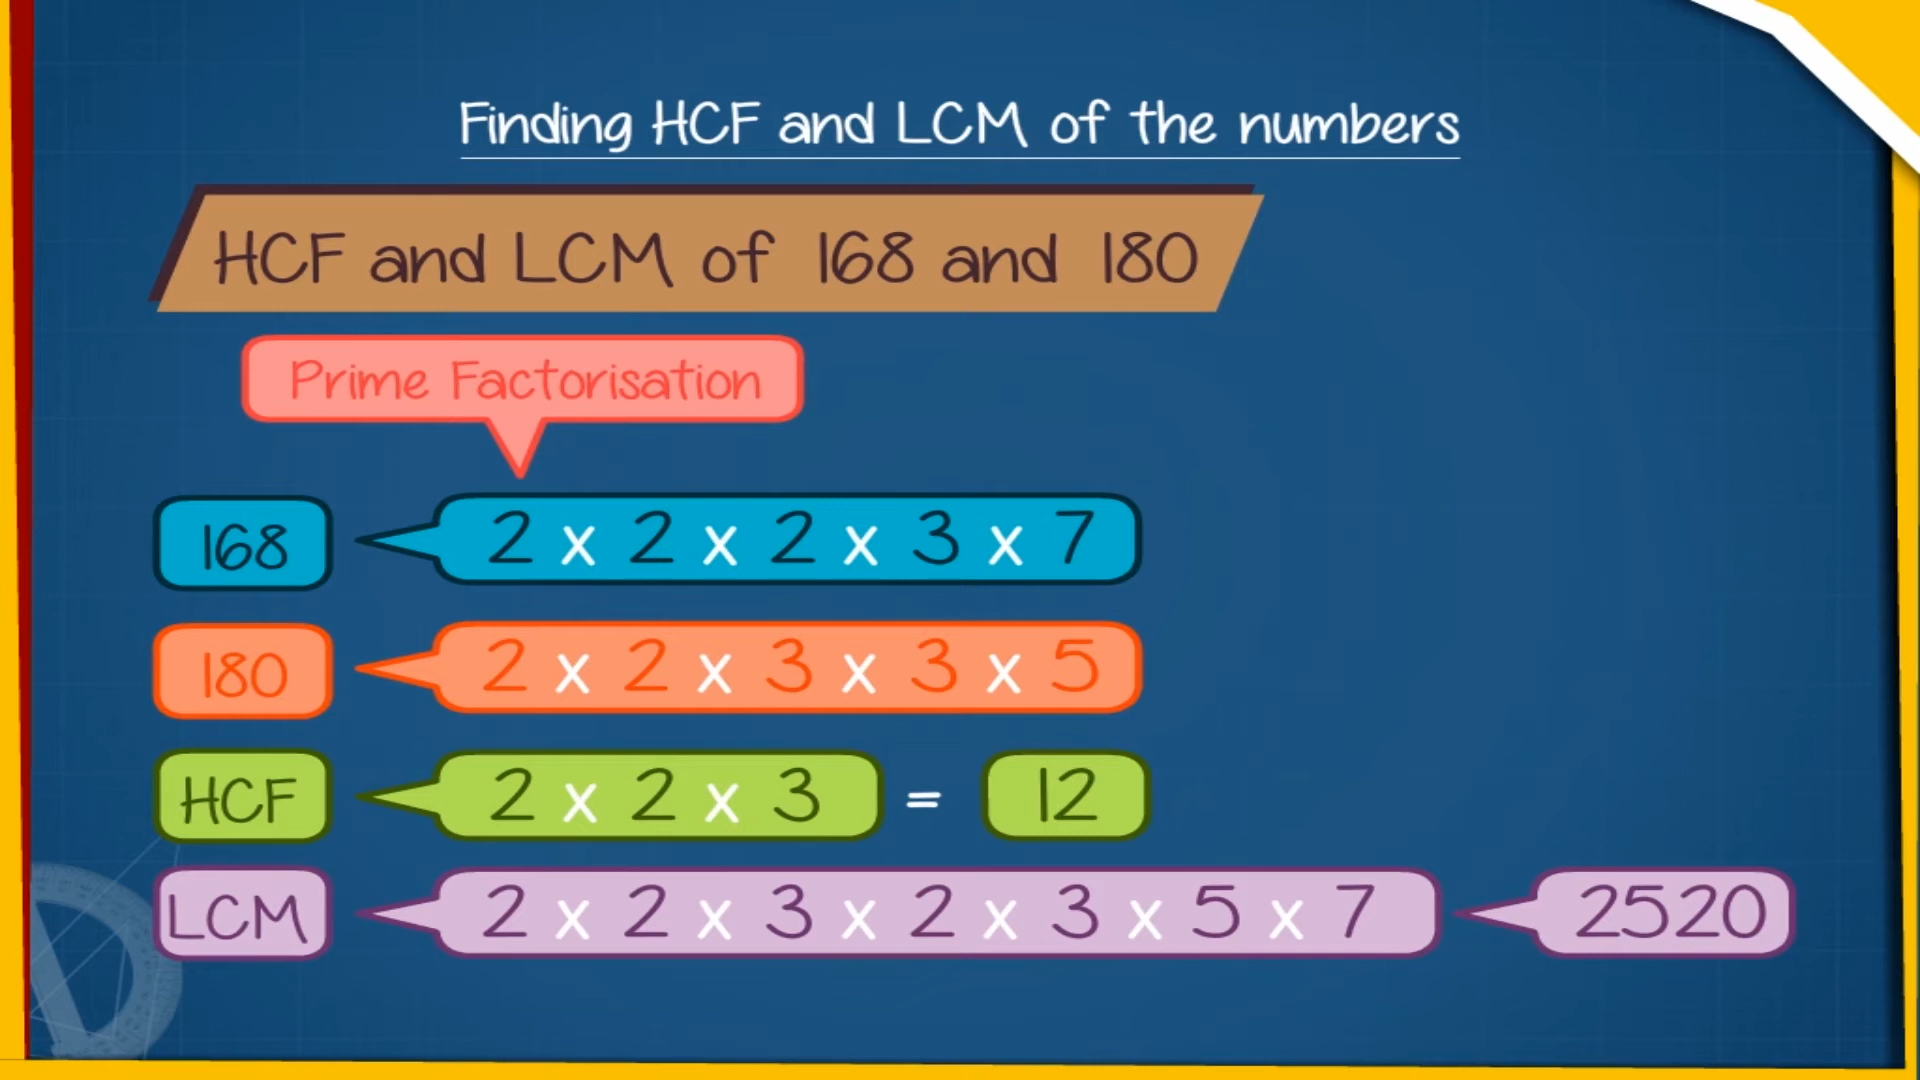 Finding HCF and LCM of the numbers
HCF and LCM of 168 and 180
Prime Factorisation
168 2 x 2 x 2 x 3 x 7
180 2 x 2 x 3 x 3 x 5
HCF 2 x 2 x 3 = 12
LCM 2 x 2 x 3 x 2 x 3 x 5 x 7 2520